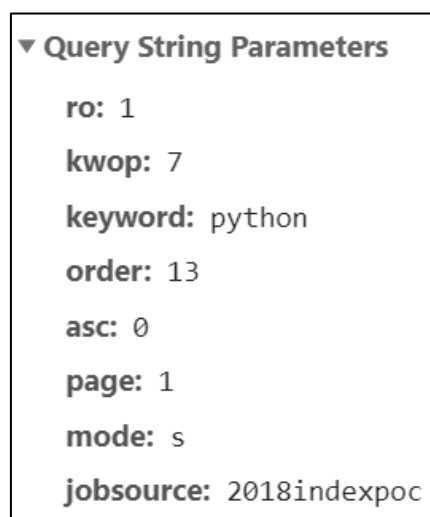 ▼ Query String Parameters
ro: 1
kwop: 7
keyword: python
order: 13
asc: 0
page: 1
mode: s
jobsource: 2018indexpoc